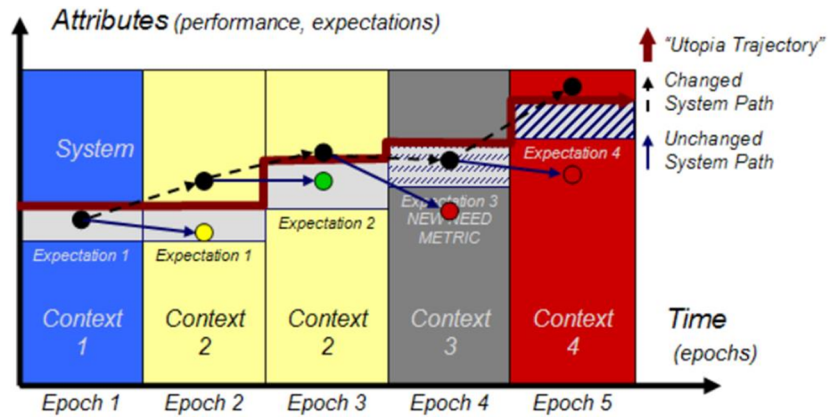 Attributes (performance, expectations)
"Utopia Trajectory"
Changed
System Path
Unchanged
System Path
System
Expectation 1
Expectation 1
Expectation 2
Expectation 3
NEW NEED
METRIC
Expectation 4
Context
1
Context
2
Context
2
Context
3
Context
4
Time
(epochs)
Epoch 1
Epoch 2
Epoch 3
Epoch 4
Epoch 5